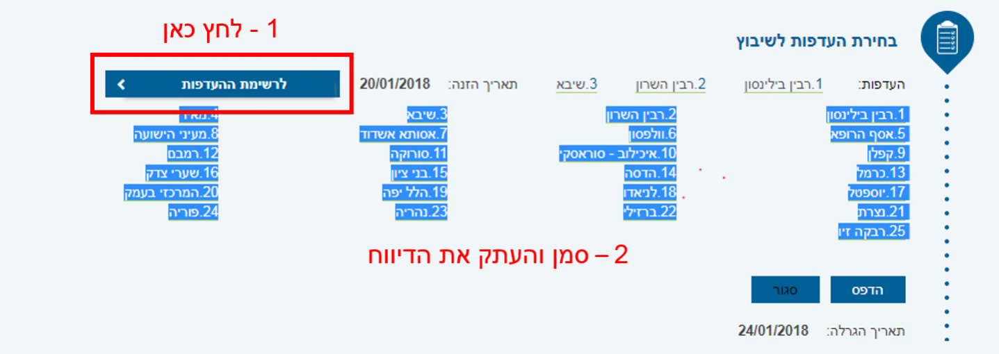 1 - לחץ כאן
בחירת העדפות לשיבוץ
העדפות: 1.רבין בילינסון 2.רבין השרון 3.שיבא תאריך הזנה: 20/01/2018 לרשימת ההעדפות
1.רבין בילינסון 2.רבין השרון 3.שיבא 4.מאיר
5.אסף הרופא 6.וולפסון 7.אסותא אשדוד 8.מעיני הישועה
9.קפלן 10.איכילוב - סוראסקי 11.סורוקה 12.רמבם
13.כרמל 14.הדסה 15.בני ציון 16.שערי צדק
17.יוספטל 18.לניאדו 19.הלל יפה 20.המרכזי בעמק
21.נצרת 22.ברזילי 23.נהריה 24.פוריה
25.רבקה זיו
2 – סמן והעתק את הדיווח
הדפס סגור
תאריך הגרלה: 24/01/2018